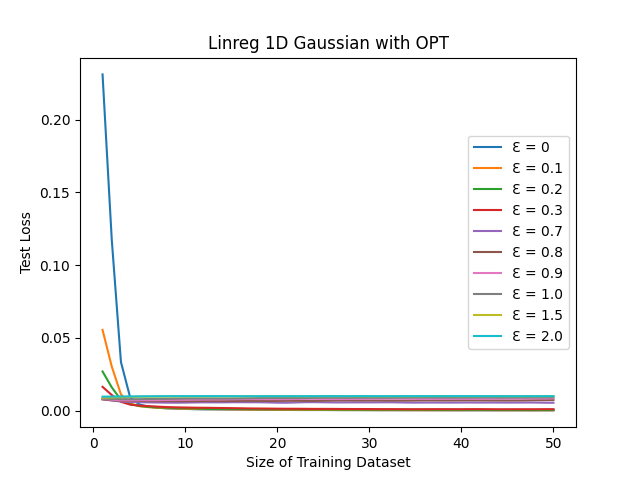 Linreg 1D Gaussian with OPT
Test Loss
0.20
0.15
0.10
0.05
0.00
0
10
20
30
40
50
Size of Training Dataset
Ɛ = 0
Ɛ = 0.1
Ɛ = 0.2
Ɛ = 0.3
Ɛ = 0.7
Ɛ = 0.8
Ɛ = 0.9
Ɛ = 1.0
Ɛ = 1.5
Ɛ = 2.0